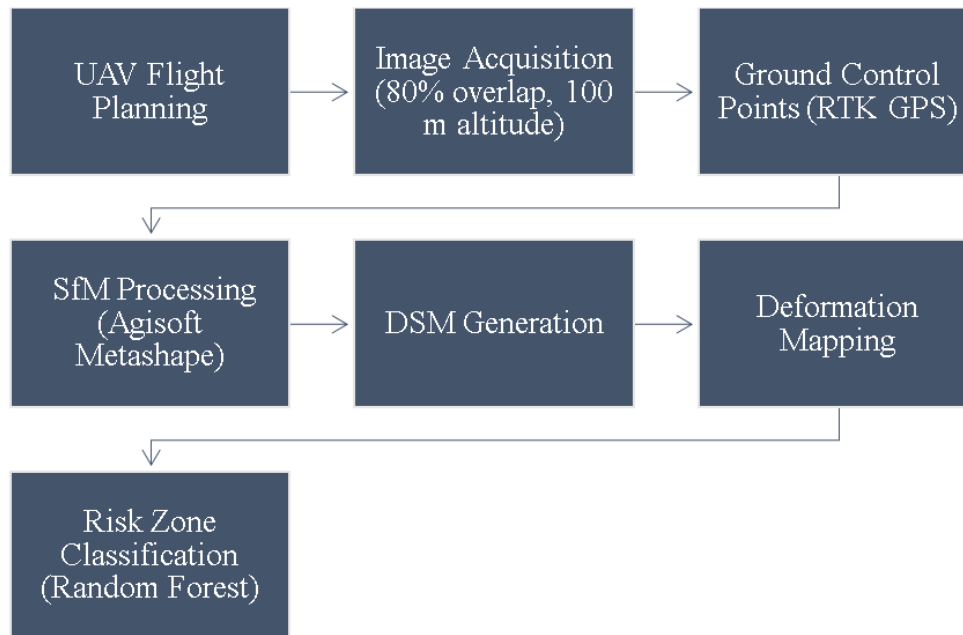 UAV Flight
Planning
Image Acquisition
(80% overlap, 100
m altitude)
Ground Control
Points (RTK GPS)
SfM Processing
(Agisoft
Metashape)
DSM Generation
Deformation
Mapping
Risk Zone
Classification
(Random Forest)